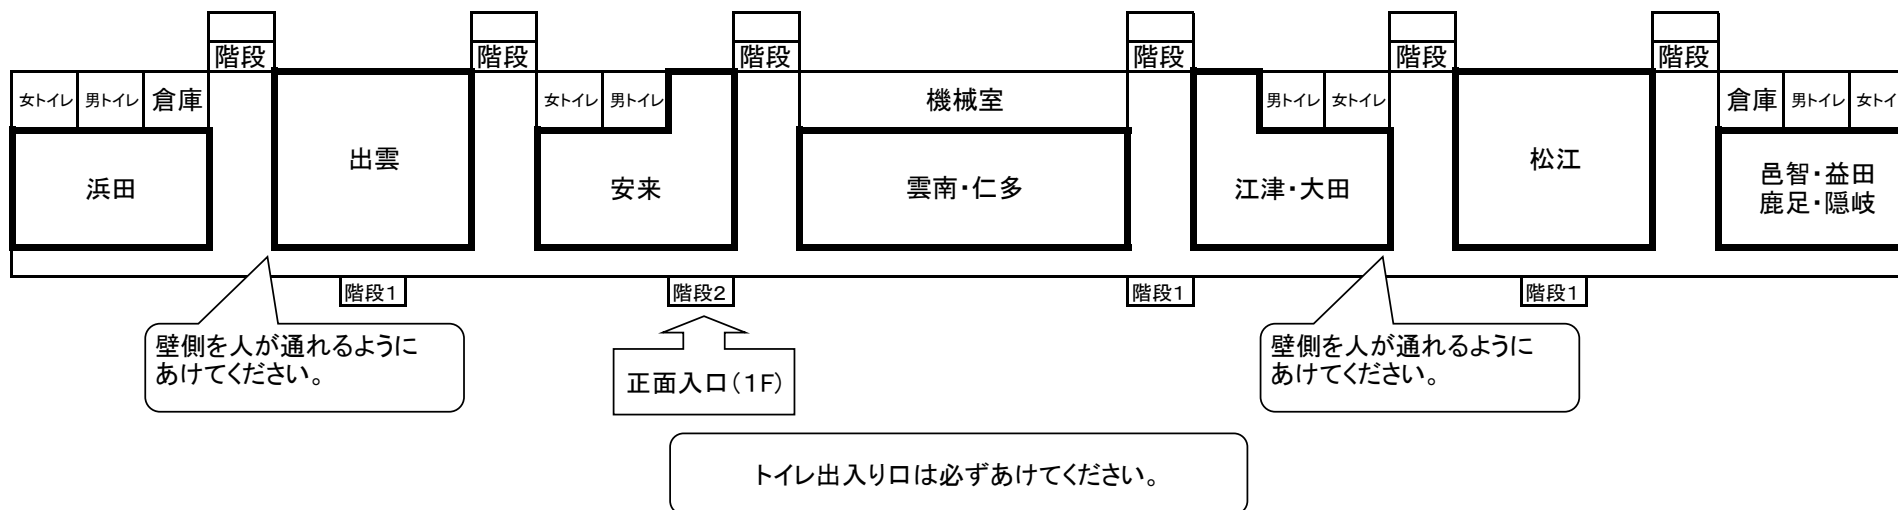 階段
階段
階段
階段
階段
階段
女トイレ
男トイレ
倉庫
女トイレ
男トイレ
機械室
男トイレ
女トイレ
倉庫
男トイレ
女トイ
浜田
出雲
安来
雲南・仁多
江津・大田
松江
邑智・益田
鹿足・隠岐
階段1
階段2
階段1
階段1
壁側を人が通れるように
あけてください。
正面入口(1F)
壁側を人が通れるように
あけてください。
トイレ出入り口は必ずあけてください。